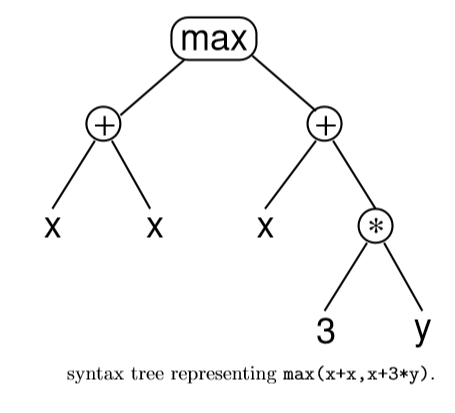 max
+ +
x x x *
3 y
syntax tree representing max(x+x,x+3*y).